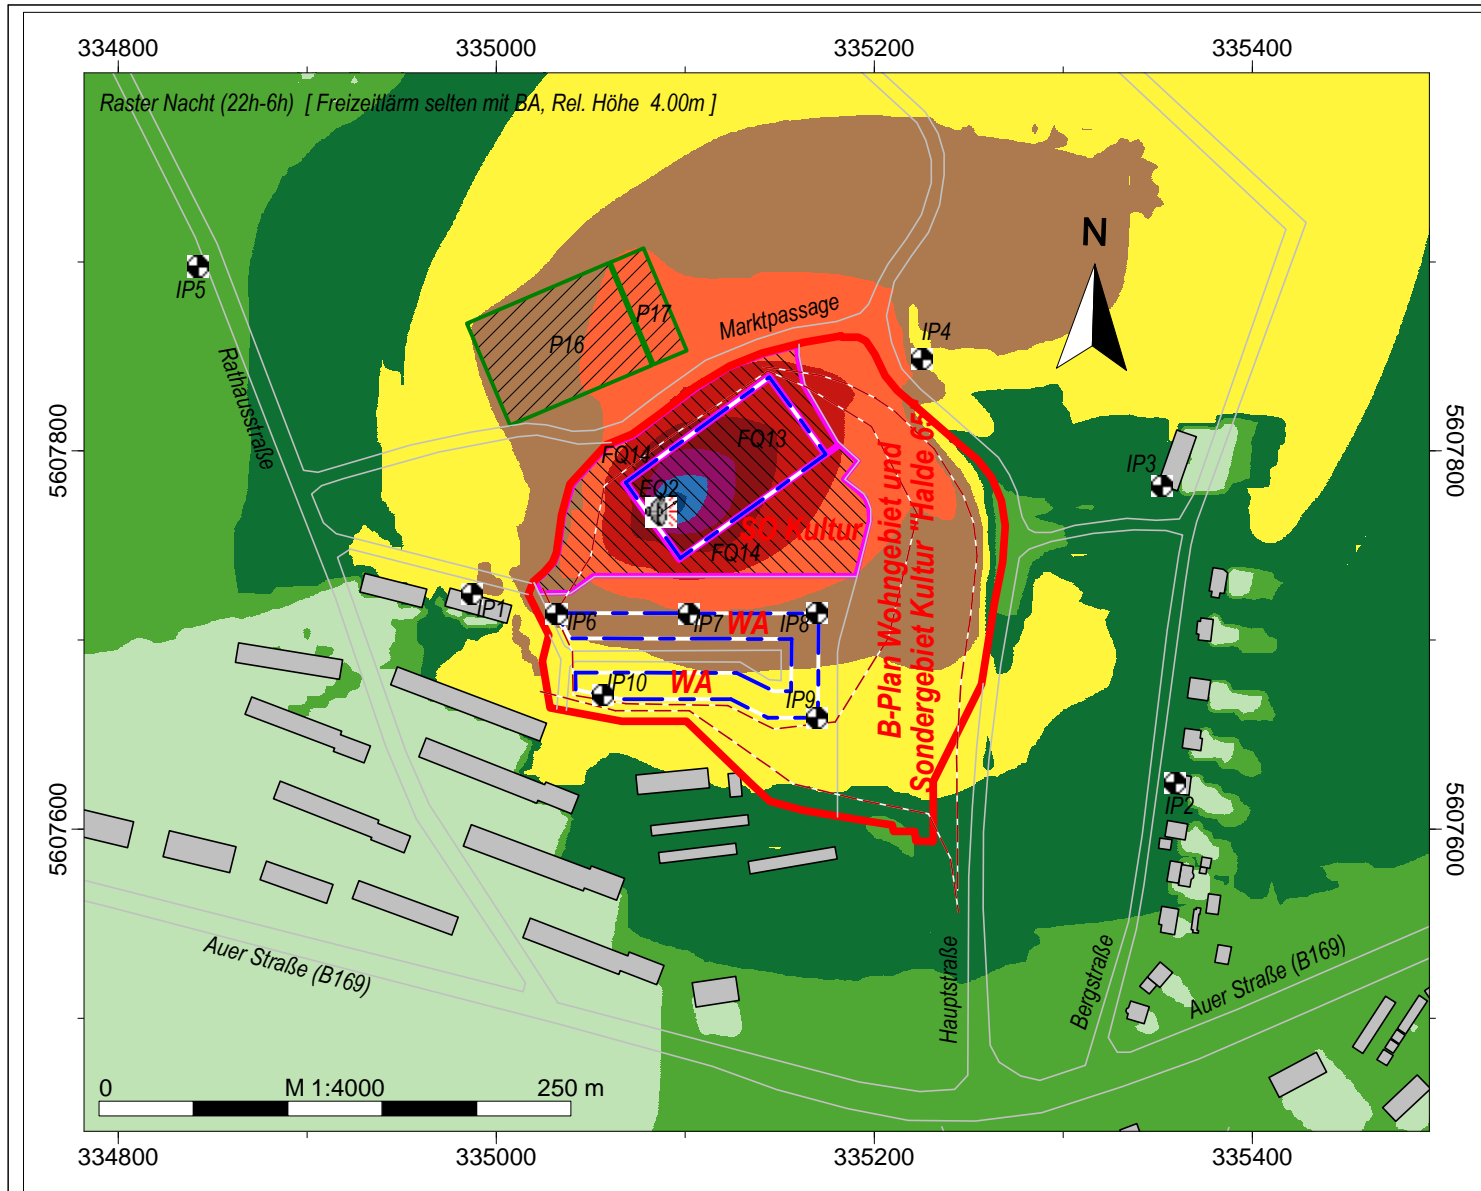 334800 335000 335200 335400
Raster Nacht (22h-6h) [ Freizeitlärm selten mit BA, Rel. Höhe 4.00m ]
N
IP5
P17
P16
Marktpassage
IP4
Rathausstraße
5607800
5607800
FQ13
FQ14
EQ2
IP3
SO Kultur
FQ14
B-Plan Wohngebiet und
Sondergebiet Kultur "Halde 65"
IP1
IP6
IP7
WA
IP8
IP10
WA
IP9
IP2
5607600
5607600
Auer Straße (B169)
Hauptstraße
Bergstraße
Auer Straße (B169)
0 M 1:4000 250 m
334800 335000 335200 335400